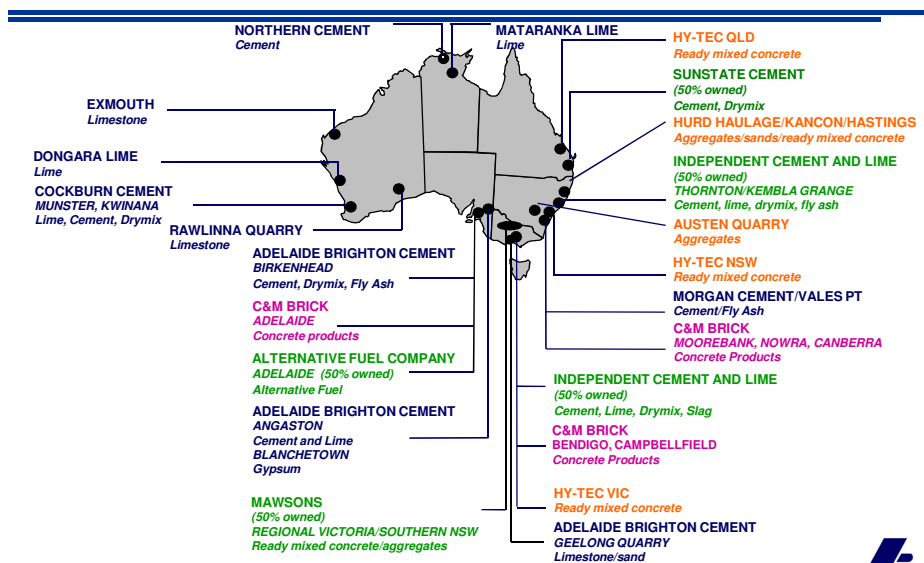 NORTHERN CEMENT
Cement
MATARANKA LIME
Lime
EXMOUTH
Limestone
DONGARA LIME
Lime
COCKBURN CEMENT
MUNSTER, KWINANA
Lime, Cement, Drymix
RAWLINNA QUARRY
Limestone
ADELAIDE BRIGHTON CEMENT
BIRKENHEAD
Cement, Drymix, Fly Ash
C&M BRICK
ADELAIDE
Concrete products
ALTERNATIVE FUEL COMPANY
ADELAIDE (50% owned)
Alternative Fuel
ADELAIDE BRIGHTON CEMENT
ANGASTON
Cement and Lime
BLANCHETOWN
Gypsum
MAWSONS
(50% owned)
REGIONAL VICTORIA/SOUTHERN NSW
Ready mixed concrete/aggregates
HY-TEC QLD
Ready mixed concrete
SUNSTATE CEMENT
(50% owned)
Cement, Drymix
HURD HAULAGE/KANCON/HASTINGS
Aggregates/sands/ready mixed concrete
INDEPENDENT CEMENT AND LIME
(50% owned)
THORNTON/KEMBLA GRANGE
Cement, lime, drymix, fly ash
AUSTEN QUARRY
Aggregates
HY-TEC NSW
Ready mixed concrete
MORGAN CEMENT/VALES PT
Cement/Fly Ash
C&M BRICK
MOOREBANK, NOWRA, CANBERRA
Concrete Products
INDEPENDENT CEMENT AND LIME
(50% owned)
Cement, Lime, Drymix, Slag
C&M BRICK
BENDIGO, CAMPBELLFIELD
Concrete Products
HY-TEC VIC
Ready mixed concrete
ADELAIDE BRIGHTON CEMENT
GEELONG QUARRY
Limestone/sand